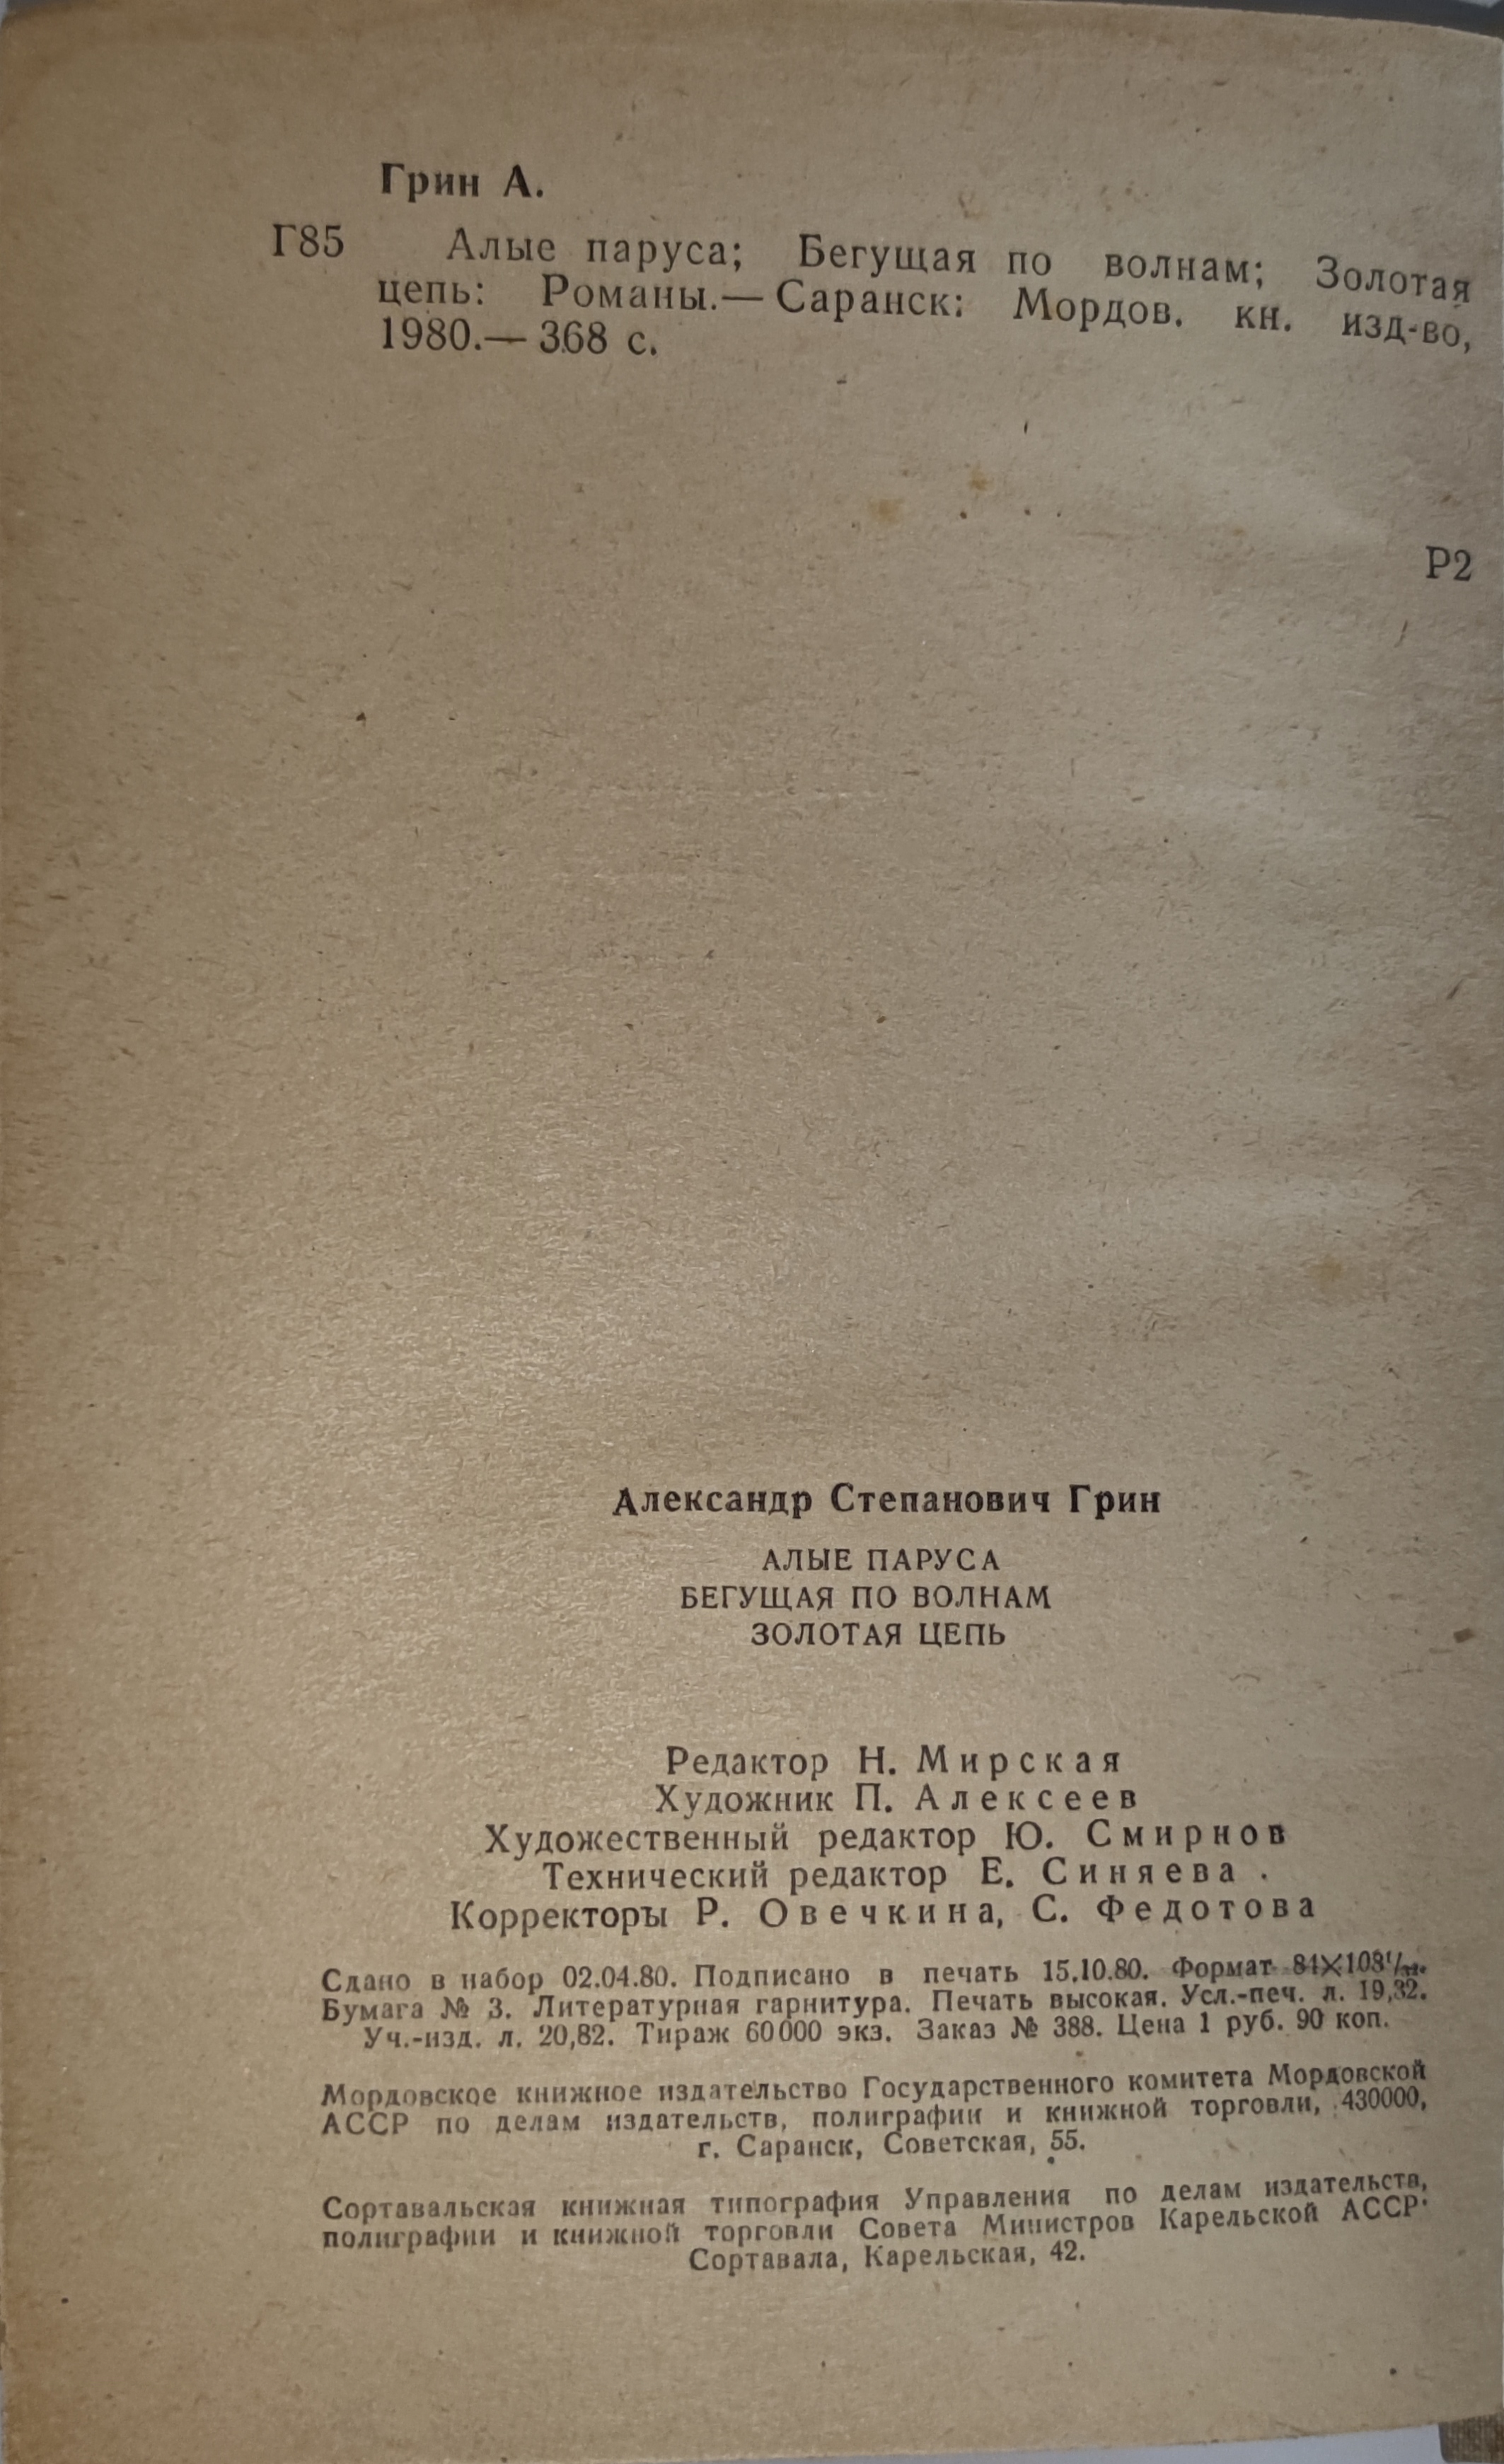 Грин А.
Г85 Алые паруса; Бегущая по волнам; Золотая
цепь: Романы.— Саранск: Мордов. кн. изд-во,
1980.— 368 с.
Р2
Александр Степанович Грин
АЛЫЕ ПАРУСА
БЕГУЩАЯ ПО ВОЛНАМ
ЗОЛОТАЯ ЦЕПЬ
Редактор Н. Мирская
Художник П. Алексеев
Художественный редактор Ю. Смирнов
Технический редактор Е. Синяева.
Корректоры Р. Овечкина, С. Федотова
Сдано в набор 02.04.80. Подписано в печать 15.10.80. Формат 84×108
Бумага № 3. Литературная гарнитура. Печать высокая. Усл.-печ. л. 19,32.
Уч.-изд. л. 20,82. Тираж 60 000 экз. Заказ № 388. Цена 1 руб. 90 коп.
Мордовское книжное издательство Государственного комитета Мордовской
АССР по делам издательств, полиграфии и книжной торговли, 430000,
г. Саранск, Советская, 55.
Сортавальская книжная типография Управления по делам издательств,
полиграфии и книжной торговли Совета Министров Карельской АССР.
Сортавала, Карельская, 42.